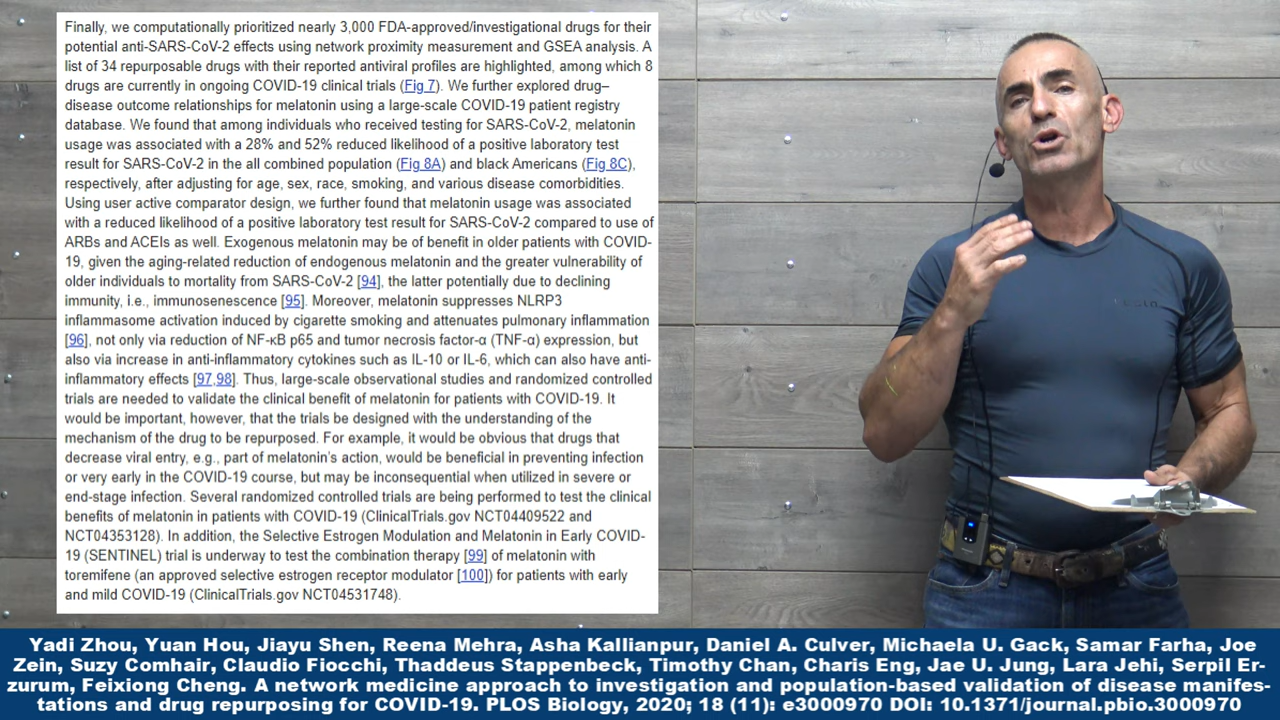 Finally, we computationally prioritized nearly 3,000 FDA-approved/investigational drugs for their
potential anti-SARS-CoV-2 effects using network proximity measurement and GSEA analysis. A
list of 34 repurposable drugs with their reported antiviral profiles are highlighted, among which 8
drugs are currently in ongoing COVID-19 clinical trials (Fig 7). We further explored drug–
disease outcome relationships for melatonin using a large-scale COVID-19 patient registry
database. We found that among individuals who received testing for SARS-CoV-2, melatonin
usage was associated with a 28% and 52% reduced likelihood of a positive laboratory test
result for SARS-CoV-2 in the all combined population (Fig 8A) and black Americans (Fig 8C),
respectively, after adjusting for age, sex, race, smoking, and various disease comorbidities.
Using user active comparator design, we further found that melatonin usage was associated
with a reduced likelihood of a positive laboratory test result for SARS-CoV-2 compared to use of
ARBs and ACEIs as well. Exogenous melatonin may be of benefit in older patients with COVID-
19, given the aging-related reduction of endogenous melatonin and the greater vulnerability of
older individuals to mortality from SARS-CoV-2 [94], the latter potentially due to declining
immunity, i.e., immunosenescence [95]. Moreover, melatonin suppresses NLRP3
inflammasome activation induced by cigarette smoking and attenuates pulmonary inflammation
[96], not only via reduction of NF-κB p65 and tumor necrosis factor-α (TNF-α) expression, but
also via increase in anti-inflammatory cytokines such as IL-10 or IL-6, which can also have anti-
inflammatory effects [97,98]. Thus, large-scale observational studies and randomized controlled
trials are needed to validate the clinical benefit of melatonin for patients with COVID-19. It
would be important, however, that the trials be designed with the understanding of the
mechanism of the drug to be repurposed. For example, it would be obvious that drugs that
decrease viral entry, e.g., part of melatonin's action, would be beneficial in preventing infection
or very early in the COVID-19 course, but may be inconsequential when utilized in severe or
end-stage infection. Several randomized controlled trials are being performed to test the clinical
benefits of melatonin in patients with COVID-19 (ClinicalTrials.gov NCT04409522 and
NCT04353128). In addition, the Selective Estrogen Modulation and Melatonin in Early COVID-
19 (SENTINEL) trial is underway to test the combination therapy [99] of melatonin with
toremifene (an approved selective estrogen receptor modulator [100]) for patients with early
and mild COVID-19 (ClinicalTrials.gov NCT04531748).
Yadi Zhou, Yuan Hou, Jiayu Shen, Reena Mehra, Asha Kallianpur, Daniel A. Culver, Michaela U. Gack, Samar Farha, Joe
Zein, Suzy Comhair, Claudio Fiocchi, Thaddeus Stappenbeck, Timothy Chan, Charis Eng, Jae U. Jung, Lara Jehi, Serpil Er-
zurum, Feixiong Cheng. A network medicine approach to investigation and population-based validation of disease manifes-
tations and drug repurposing for COVID-19. PLOS Biology, 2020; 18 (11): e3000970 DOI: 10.1371/journal.pbio.3000970